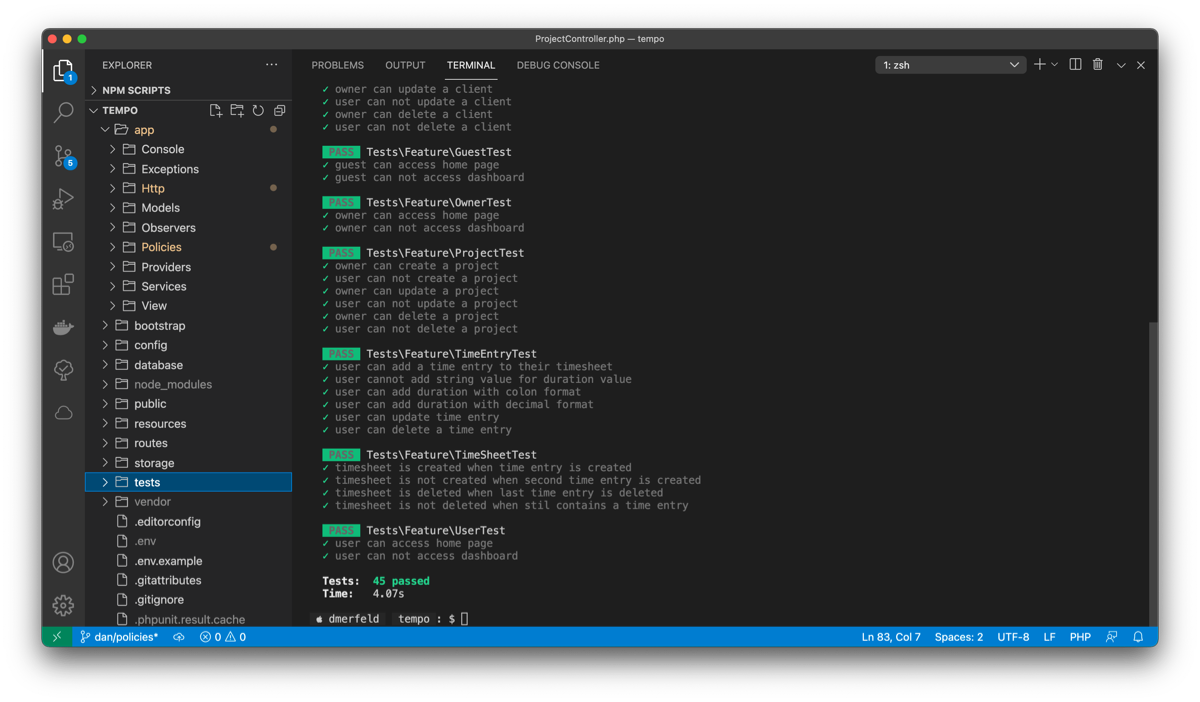 ProjectController.php — tempo
EXPLORER
NPM SCRIPTS
TEMPO
app
Console
Exceptions
Http
Models
Observers
Policies
Providers
Services
View
bootstrap
config
database
node_modules
public
resources
routes
storage
tests
vendor
.editorconfig
.env
.env.example
.gitattributes
.gitignore
.phpunit.result.cache
1
5
PROBLEMS OUTPUT TERMINAL DEBUG CONSOLE
1: zsh
✓ owner can update a client
✓ user can not update a client
✓ owner can delete a client
✓ user can not delete a client
PASS Tests\Feature\GuestTest
✓ guest can access home page
✓ guest can not access dashboard
PASS Tests\Feature\OwnerTest
✓ owner can access home page
✓ owner can not access dashboard
PASS Tests\Feature\ProjectTest
✓ owner can create a project
✓ user can not create a project
✓ owner can update a project
✓ user can not update a project
✓ owner can delete a project
✓ user can not delete a project
PASS Tests\Feature\TimeEntryTest
✓ user can add a time entry to their timesheet
✓ user cannot add string value for duration value
✓ user can add duration with colon format
✓ user can add duration with decimal format
✓ user can update time entry
✓ user can delete a time entry
PASS Tests\Feature\TimeSheetTest
✓ timesheet is created when time entry is created
✓ timesheet is not created when second time entry is created
✓ timesheet is deleted when last time entry is deleted
✓ timesheet is not deleted when stil contains a time entry
PASS Tests\Feature\UserTest
✓ user can access home page
✓ user can not access dashboard
Tests: 45 passed
Time: 4.07s
dmerfeld tempo : $
dan/policies* 0 0 Ln 83, Col 7 Spaces: 2 UTF-8 LF PHP